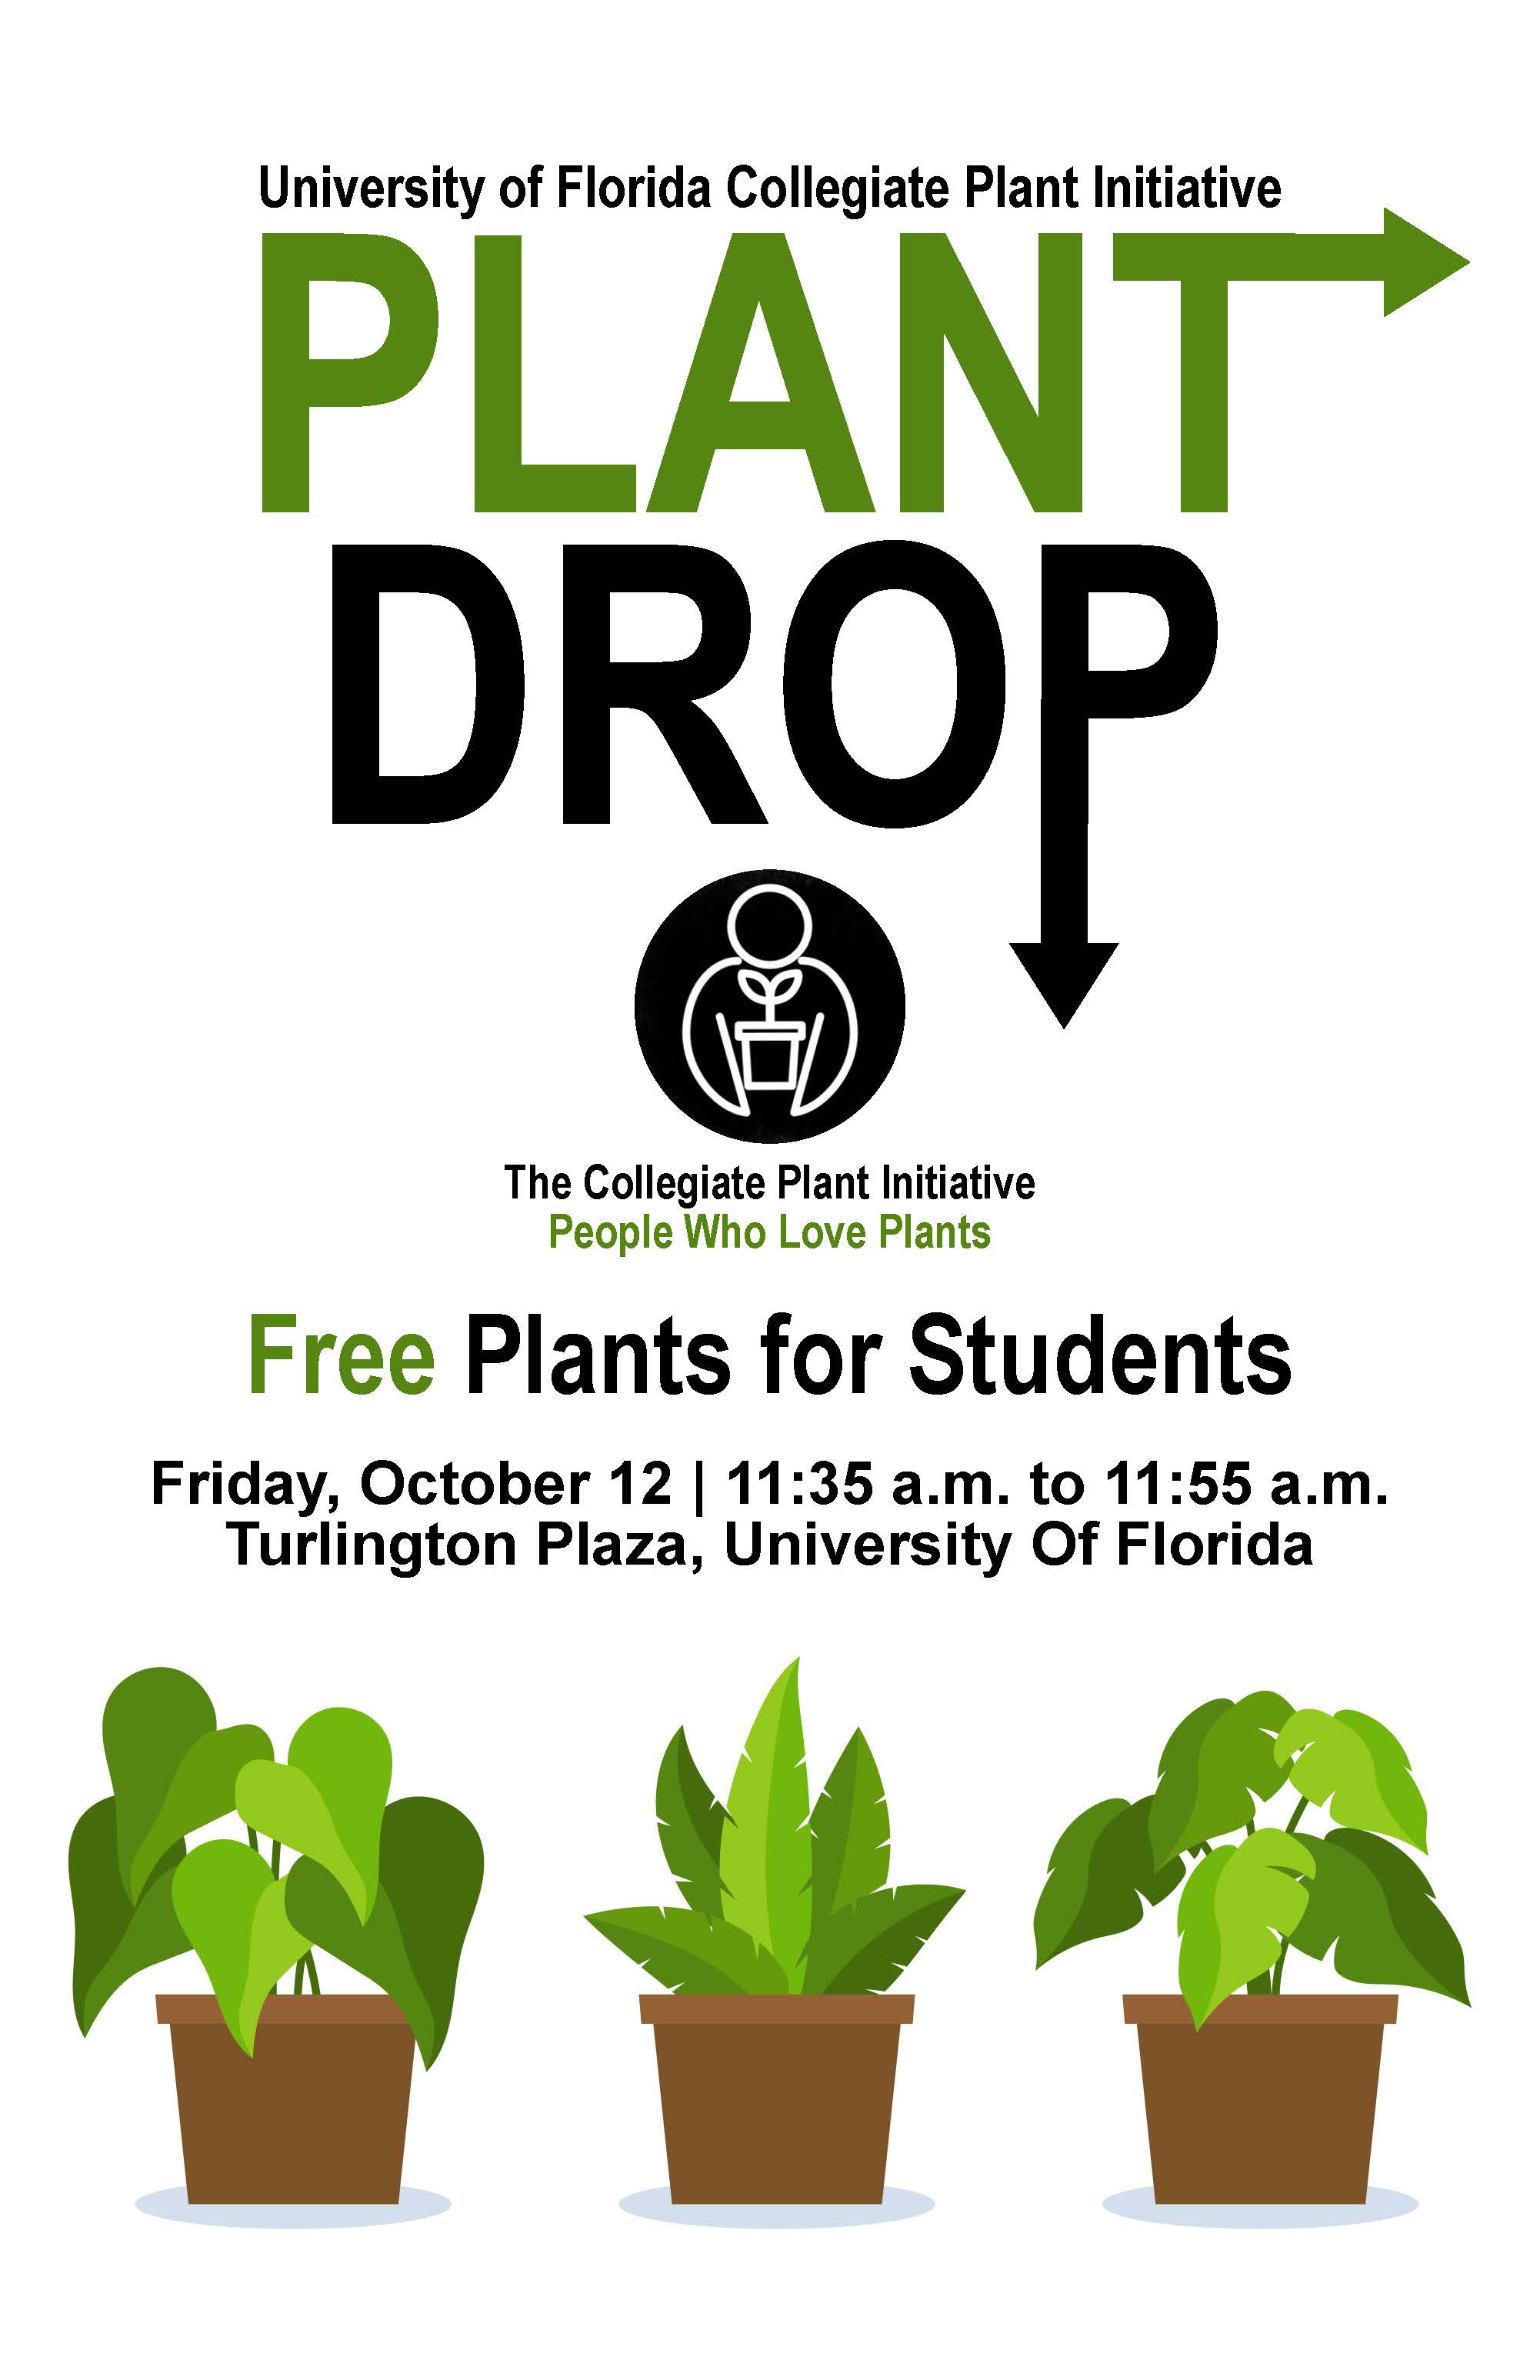 University of Florida Collegiate Plant Initiative
PLANT
DROP
The Collegiate Plant Initiative
People Who Love Plants
Free Plants for Students
Friday, October 12 | 11:35 a.m. to 11:55 a.m.
Turlington Plaza, University Of Florida